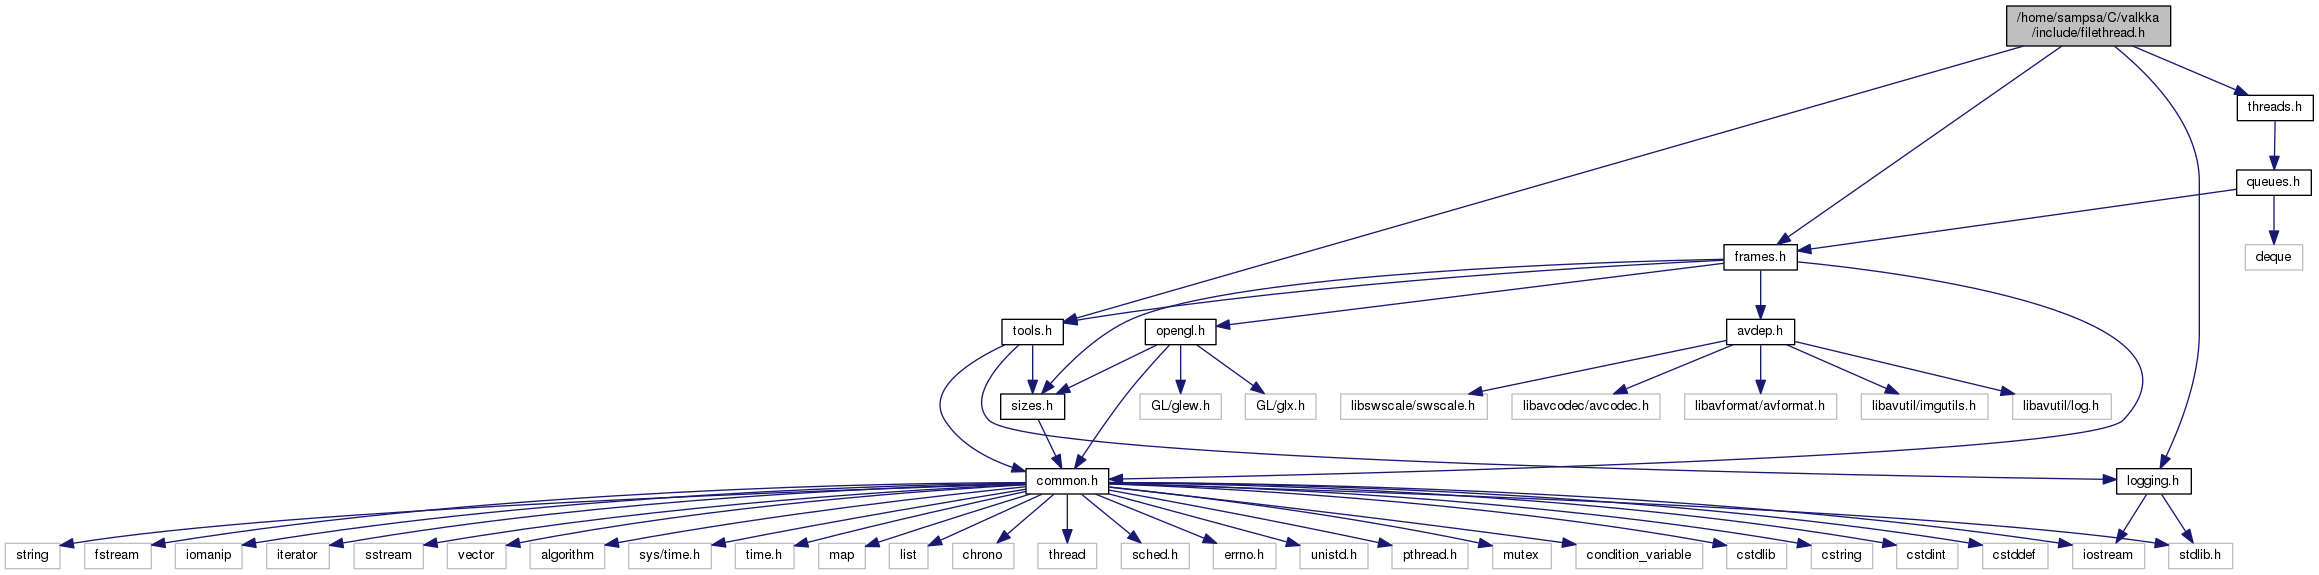 /home/sampsa/C/valkka
/include/filethread.h
threads.h
queues.h
frames.h
deque
tools.h
opengl.h
avdep.h
sizes.h
GL/glew.h
GL/glx.h
libswscale/swscale.h
libavcodec/avcodec.h
libavformat/avformat.h
libavutil/imgutils.h
libavutil/log.h
common.h
logging.h
string
fstream
iomanip
iterator
sstream
vector
algorithm
sys/time.h
time.h
map
list
chrono
thread
sched.h
errno.h
unistd.h
pthread.h
mutex
condition_variable
cstdlib
cstring
cstdint
cstddef
iostream
stdlib.h